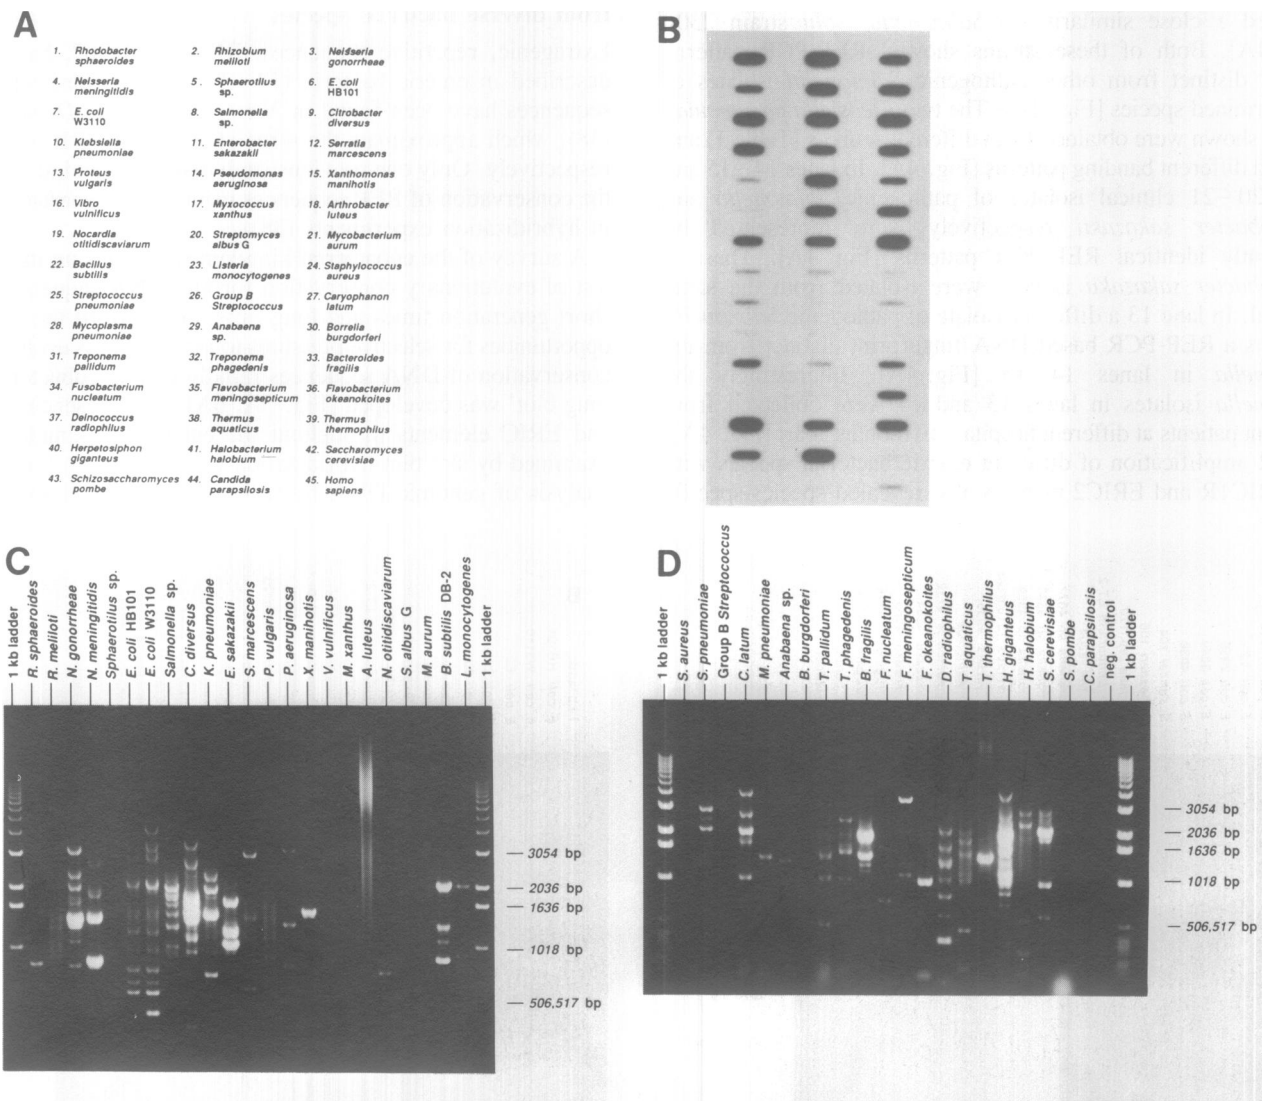 A
1. Rhodobacter sphaeroides
2. Rhizobium meliloti
3. Neisseria gonorrheae
4. Neisseria meningitidis
5. Sphaerotilus sp.
6. E. coli HB101
7. E. coli W3110
8. Salmonella sp.
9. Citrobacter diversus
10. Klebsiella pneumoniae
11. Enterobacter sakazakii
12. Serratia marcescens
13. Proteus vulgaris
14. Pseudomonas aeruginosa
15. Xanthomonas manihotis
16. Vibro vulnificus
17. Myxococcus xanthus
18. Arthrobacter luteus
19. Nocardia otitidiscaviarum
20. Streptomyces albus G
21. Mycobacterium aurum
22. Bacillus subtilis
23. Listeria monocytogenes
24. Staphylococcus aureus
25. Streptococcus pneumoniae
26. Group B Streptococcus
27. Caryophanon latum
28. Mycoplasma pneumoniae
29. Anabaena sp.
30. Borrelia burgdorferi
31. Treponema pallidum
32. Treponema phagedenis
33. Bacteroides fragilis
34. Fusobacterium nucleatum
35. Flavobacterium meningosepticum
36. Flavobacterium okeanokoites
37. Deinococcus radiophilus
38. Thermus aquaticus
39. Thermus thermophilus
40. Herpetosiphon giganteus
41. Halobacterium halobium
42. Saccharomyces cerevisiae
43. Schizosaccharomyces pombe
44. Candida parapsilosis
45. Homo sapiens
B
C
1 kb ladder
R. sphaeroides
R. meliloti
N. gonorrheae
N. meningitidis
Sphaerotilius sp.
E. coli HB101
E. coli W3110
Salmonella sp.
C. diversus
K. pneumoniae
E. sakazakii
S. marcescens
P. vulgaris
P. aeruginosa
X. manihotis
V. vulnificus
M. xanthus
A. luteus
N. otitidiscaviarum
S. albus G
M. aurum
B. subtilis DB-2
L. monocytogenes
1 kb ladder
3054 bp
2036 bp
1636 bp
1018 bp
506,517 bp
D
1 kb ladder
S. aureus
S. pneumoniae
Group B Streptococcus
C. latum
M. pneumoniae
Anabaena sp.
B. burgdorferi
T. pallidum
T. phagedenis
B. fragilis
F. nucleatum
F. meningosepticum
F. okeanokoites
D. radiophilus
T. aquaticus
T. thermophilus
H. giganteus
H. halobium
S. cerevisiae
S. pombe
C. parapsilosis
neg. control
1 kb ladder
3054 bp
2036 bp
1636 bp
1018 bp
506,517 bp